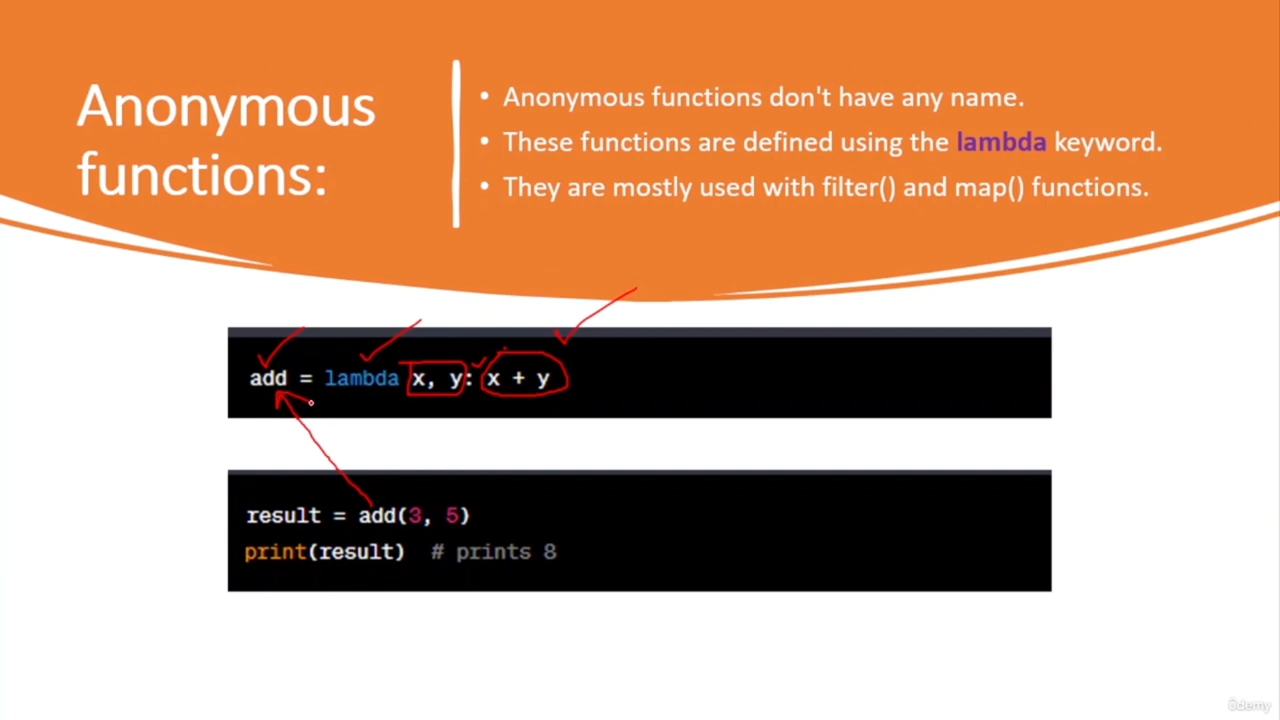 Anonymous
functions:
• Anonymous functions don't have any name.
• These functions are defined using the lambda keyword.
• They are mostly used with filter() and map() functions.
add = lambda x, y: x + y
result = add(3, 5)
print(result)  # prints 8
ûdemy